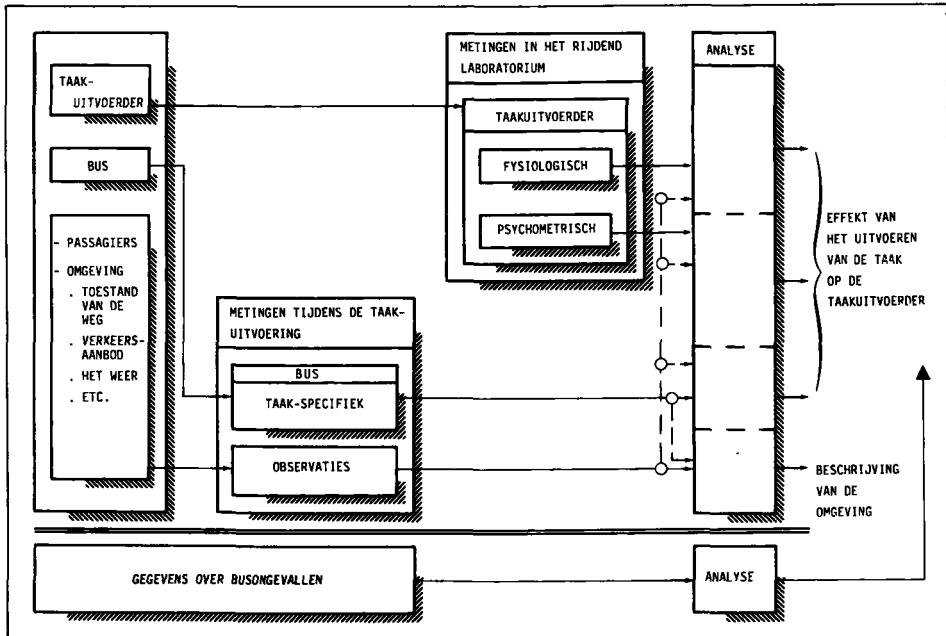 TAAK-
UITVOERDER
BUS
- PASSAGIERS
- OMGEVING
. TOESTAND
VAN DE
WEG
. VERKEERS-
AANBOD
. HET WEER
. ETC.
METINGEN TIJDENS DE TAAK-
UITVOERING
BUS
TAAK-SPECIFIEK
OBSERVATIES
METINGEN IN HET RIJDEND
LABORATORIUM
TAAKUITVOERDER
FYSIOLOGISCH
PSYCHOMETRISCH
ANALYSE
EFFEKT VAN
HET UITVOEREN
VAN DE TAAK
OP DE
TAAKUITVOERDER
BESCHRIJVING
VAN DE
OMGEVING
GEGEVENS OVER BUSONGEVALLEN
ANALYSE